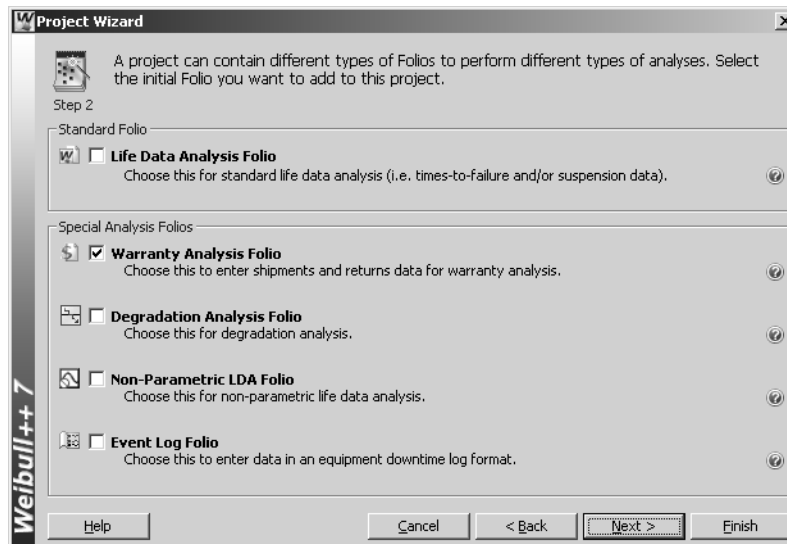 Project Wizard
A project can contain different types of Folios to perform different types of analyses. Select
the initial Folio you want to add to this project.
Step 2
Standard Folio
Life Data Analysis Folio
Choose this for standard life data analysis (i.e. times-to-failure and/or suspension data).
Special Analysis Folios
Warranty Analysis Folio
Choose this to enter shipments and returns data for warranty analysis.
Degradation Analysis Folio
Choose this for degradation analysis.
Non-Parametric LDA Folio
Choose this for non-parametric life data analysis.
Event Log Folio
Choose this to enter data in an equipment downtime log format.
Weibull++ 7
Help
Cancel
< Back
Next >
Finish